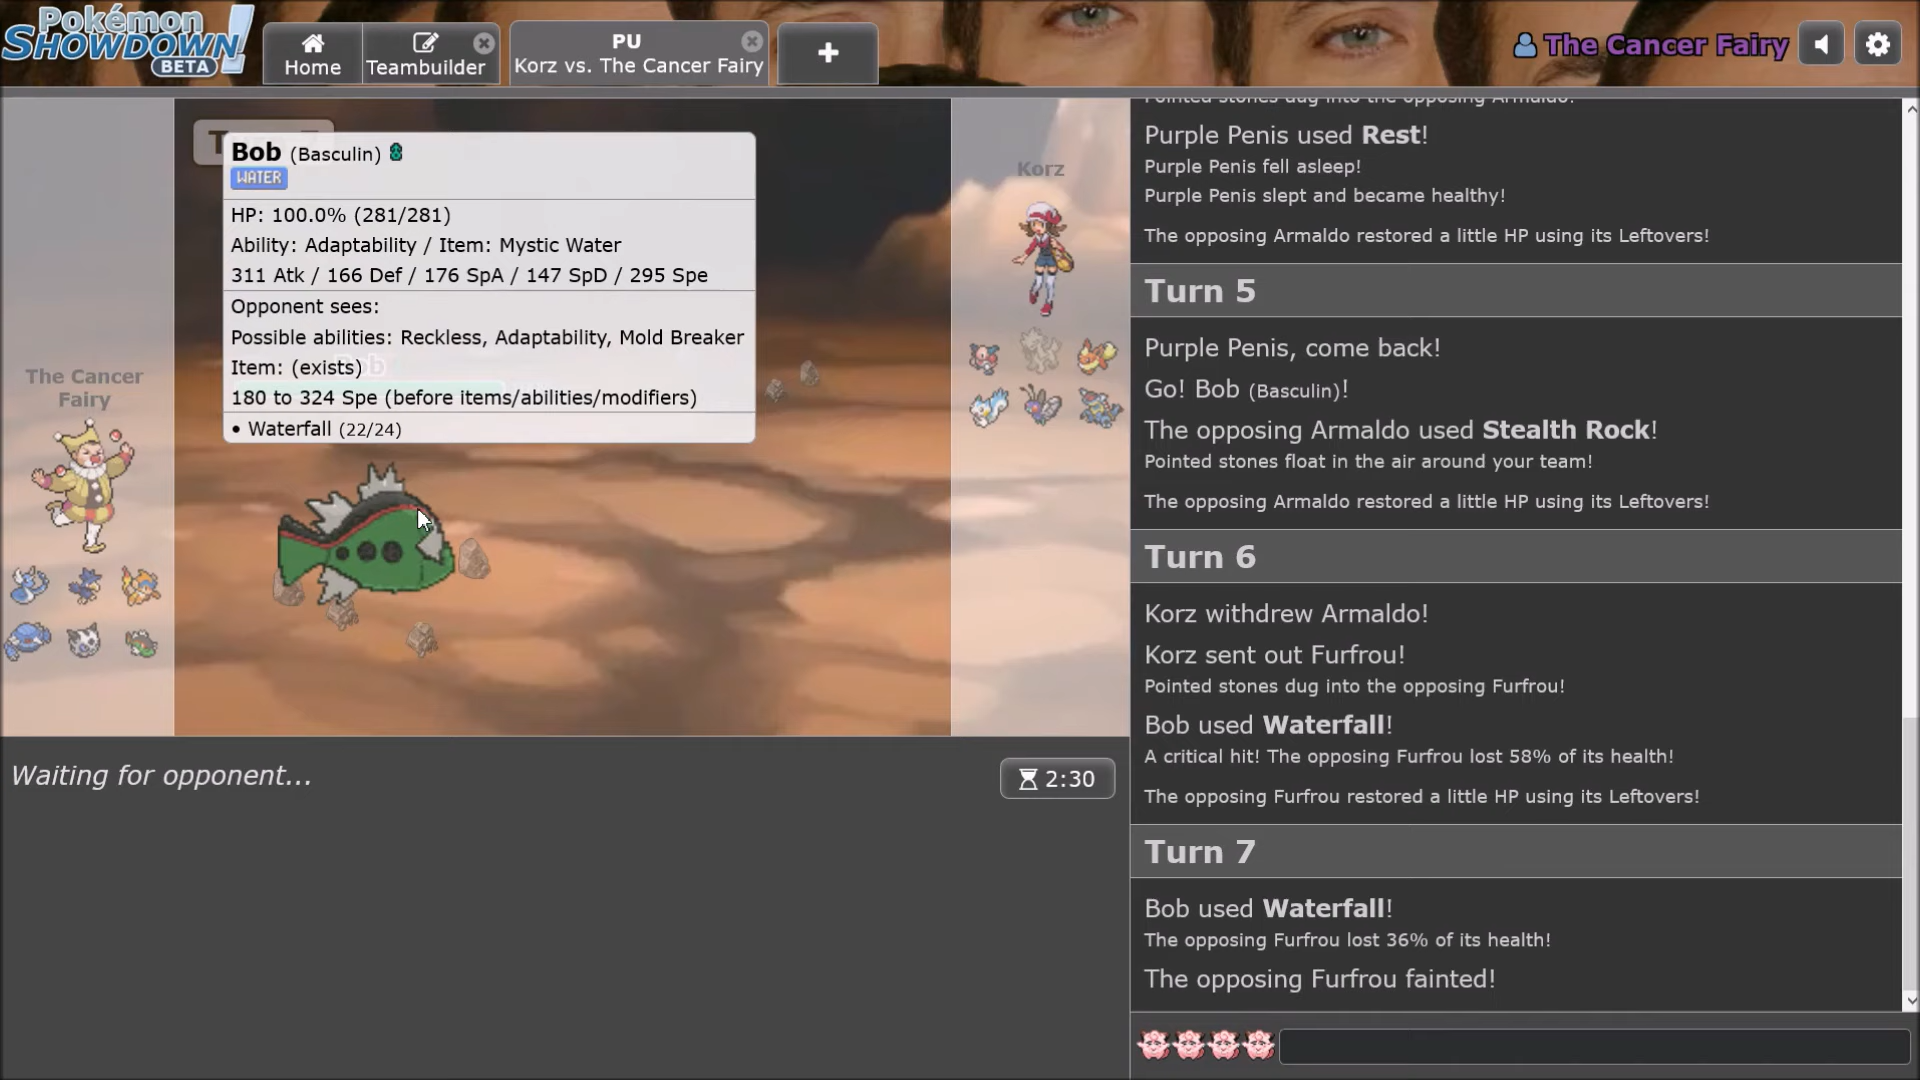 Pokémon
SHOWDOWN!
BETA
Home
Teambuilder
PU
Korz vs. The Cancer Fairy
The Cancer Fairy
Bob (Basculin)
WATER
HP: 100.0% (281/281)
Ability: Adaptability / Item: Mystic Water
311 Atk / 166 Def / 176 SpA / 147 SpD / 295 Spe
Opponent sees:
Possible abilities: Reckless, Adaptability, Mold Breaker
Item: (exists)
180 to 324 Spe (before items/abilities/modifiers)
• Waterfall (22/24)
The Cancer
Fairy
Korz
Waiting for opponent...
2:30
Pointed stones dug into the opposing Armaldo!
Purple Penis used Rest!
Purple Penis fell asleep!
Purple Penis slept and became healthy!
The opposing Armaldo restored a little HP using its Leftovers!
Turn 5
Purple Penis, come back!
Go! Bob (Basculin)!
The opposing Armaldo used Stealth Rock!
Pointed stones float in the air around your team!
The opposing Armaldo restored a little HP using its Leftovers!
Turn 6
Korz withdrew Armaldo!
Korz sent out Furfrou!
Pointed stones dug into the opposing Furfrou!
Bob used Waterfall!
A critical hit! The opposing Furfrou lost 58% of its health!
The opposing Furfrou restored a little HP using its Leftovers!
Turn 7
Bob used Waterfall!
The opposing Furfrou lost 36% of its health!
The opposing Furfrou fainted!